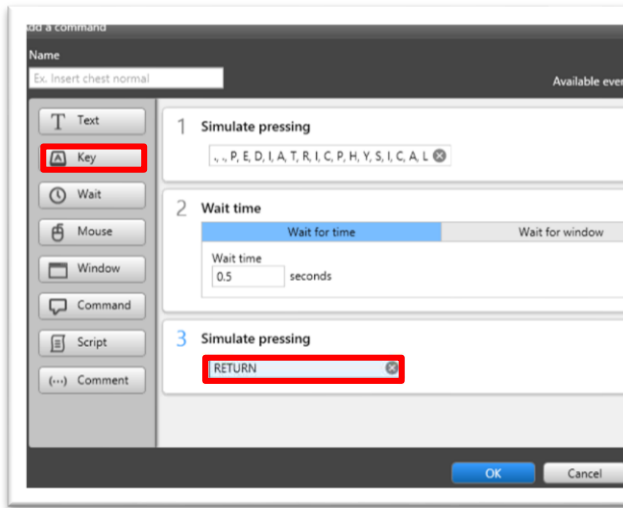 Add a command
Name
Ex. Insert chest normal
Available ever
Text
Key
Wait
Mouse
Window
Command
Script
(...) Comment
1 Simulate pressing
., ., P, E, D, I, A, T, R, I, C, P, H, Y, S, I, C, A, L
2 Wait time
Wait for time
Wait for window
Wait time
0.5 seconds
3 Simulate pressing
RETURN
OK
Cancel